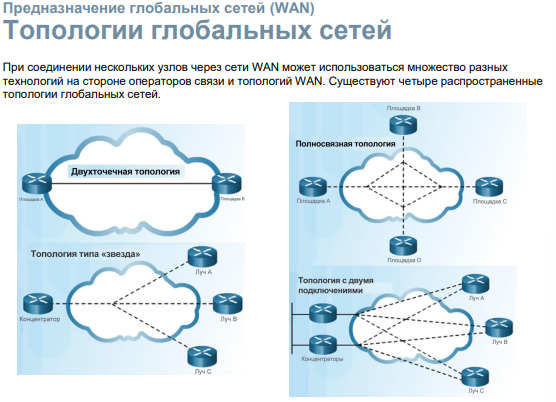 Предназначение глобальных сетей (WAN)
Топологии глобальных сетей
При соединении нескольких узлов через сети WAN может использоваться множество разных
технологий на стороне операторов связи и топологий WAN. Существуют четыре распространенные
топологии глобальных сетей.
Двухточечная топология
Площадка A
Площадка B
Полносвязная топология
Площадка B
Площадка A
Площадка C
Площадка D
Топология типа «звезда»
Луч A
Концентратор
Луч B
Луч C
Топология с двумя
подключениями
Луч A
Луч B
Концентраторы
Луч C